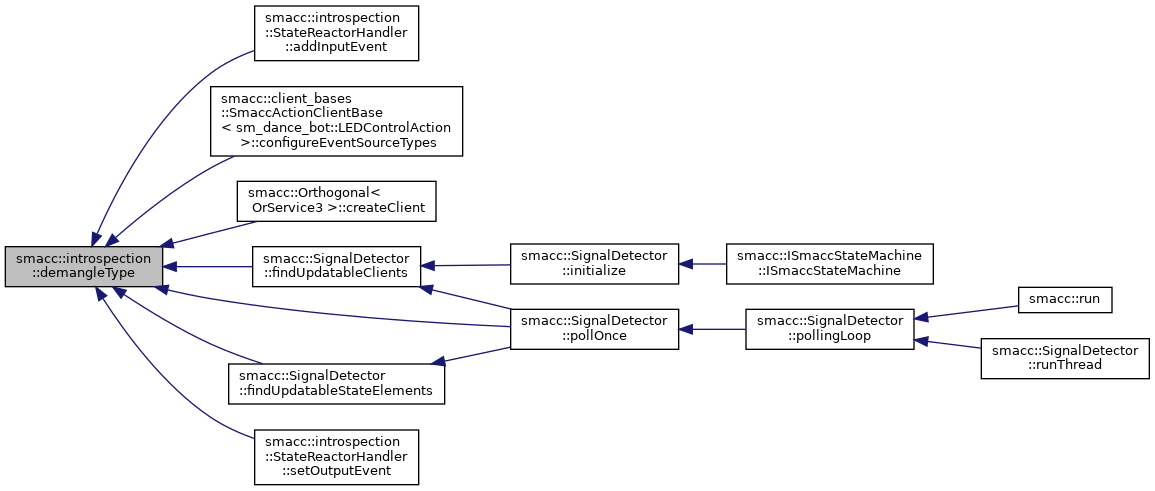 smacc::introspection
::StateReactorHandler
::addInputEvent
smacc::client_bases
::SmaccActionClientBase
< sm_dance_bot::LEDControlAction
>::configureEventSourceTypes
smacc::Orthogonal<
OrService3 >::createClient
smacc::introspection
::demangleType
smacc::SignalDetector
::findUpdatableClients
smacc::SignalDetector
::initialize
smacc::ISmaccStateMachine
::ISmaccStateMachine
smacc::SignalDetector
::pollOnce
smacc::SignalDetector
::pollingLoop
smacc::run
smacc::SignalDetector
::runThread
smacc::SignalDetector
::findUpdatableStateElements
smacc::introspection
::StateReactorHandler
::setOutputEvent